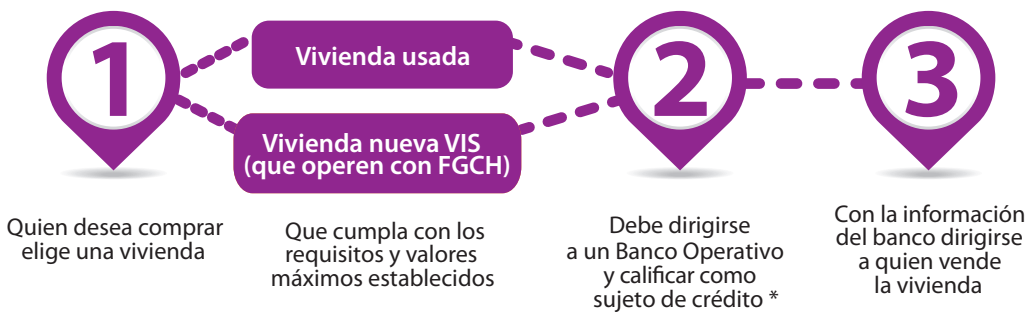 1
Vivienda usada
Vivienda nueva VIS
(que operen con FGCH)
2
3
Quien desea comprar
elige una vivienda
Que cumpla con los
requisitos y valores
máximos establecidos
Debe dirigirse
a un Banco Operativo
y calificar como
sujeto de crédito *
Con la información
del banco dirigirse
a quien vende
la vivienda